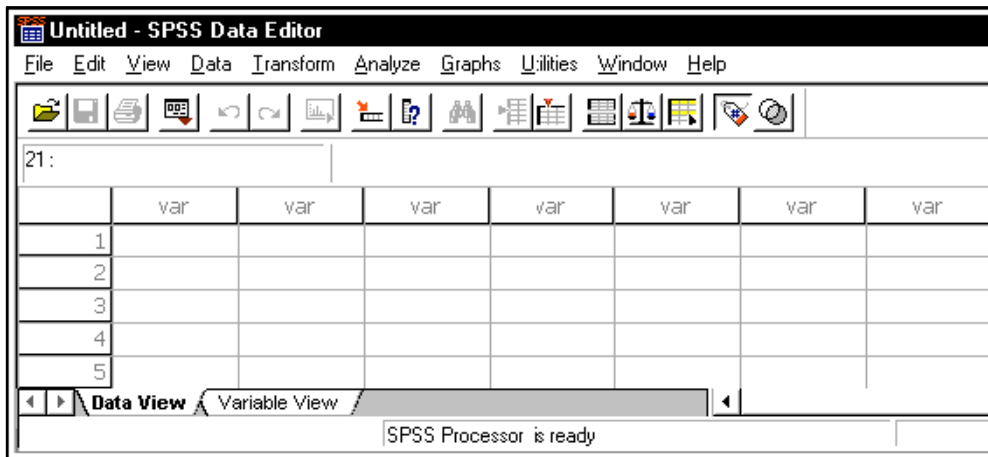 SPSS Untitled - SPSS Data Editor
File Edit View Data Transform Analyze Graphs Utilities Window Help
21 :
var var var var var var var
1
2
3
4
5
Data View Variable View
SPSS Processor is ready